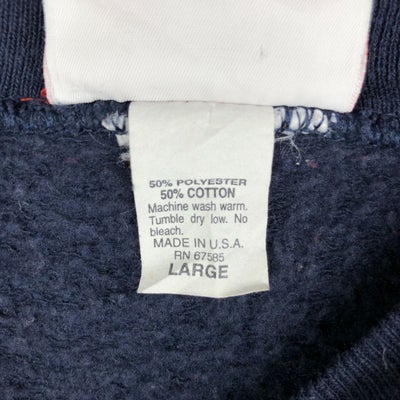 50% POLYESTER
50% COTTON
Machine wash warm.
Tumble dry low. No
bleach.
MADE IN U.S.A.
RN 67585
LARGE